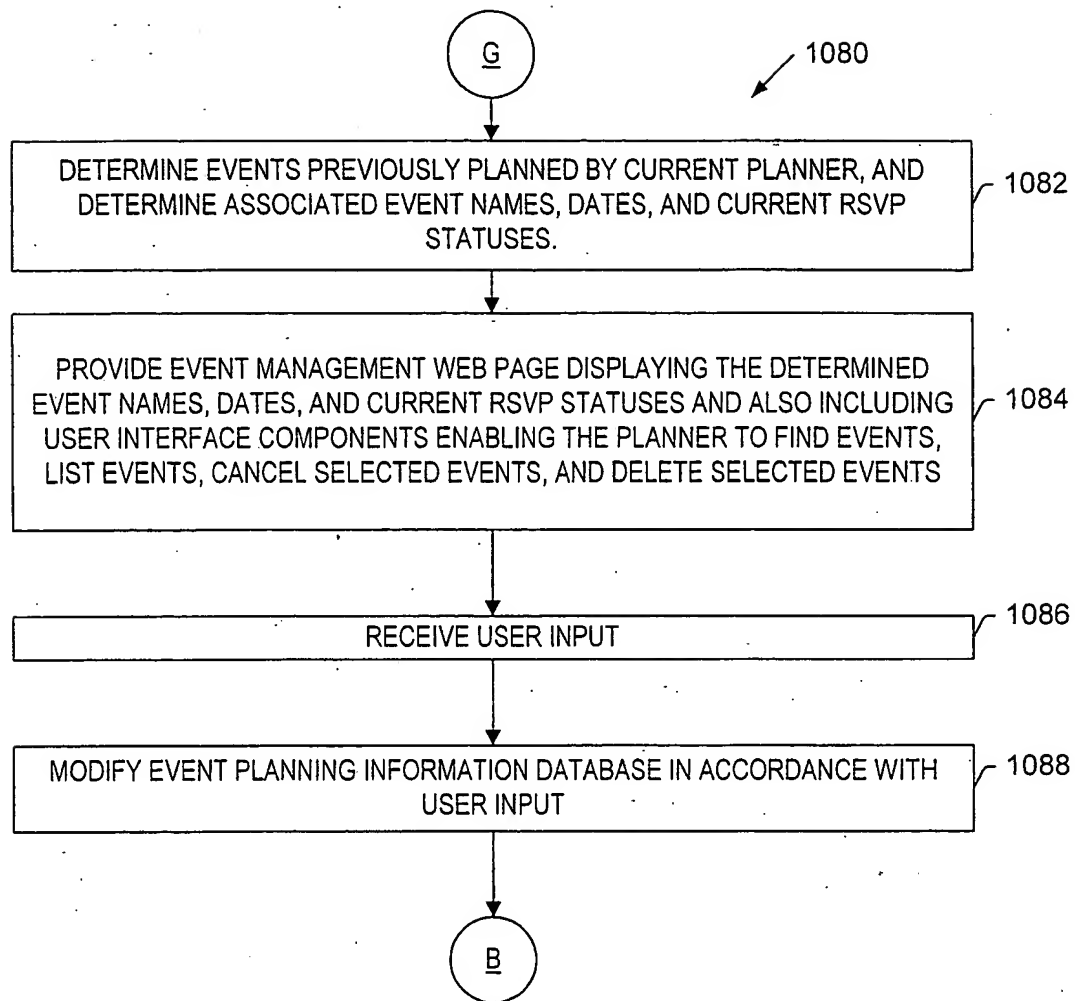 G
1080
DETERMINE EVENTS PREVIOUSLY PLANNED BY CURRENT PLANNER, AND
DETERMINE ASSOCIATED EVENT NAMES, DATES, AND CURRENT RSVP
STATUSES.
1082
PROVIDE EVENT MANAGEMENT WEB PAGE DISPLAYING THE DETERMINED
EVENT NAMES, DATES, AND CURRENT RSVP STATUSES AND ALSO INCLUDING
USER INTERFACE COMPONENTS ENABLING THE PLANNER TO FIND EVENTS,
LIST EVENTS, CANCEL SELECTED EVENTS, AND DELETE SELECTED EVENTS
1084
RECEIVE USER INPUT
1086
MODIFY EVENT PLANNING INFORMATION DATABASE IN ACCORDANCE WITH
USER INPUT
1088
B